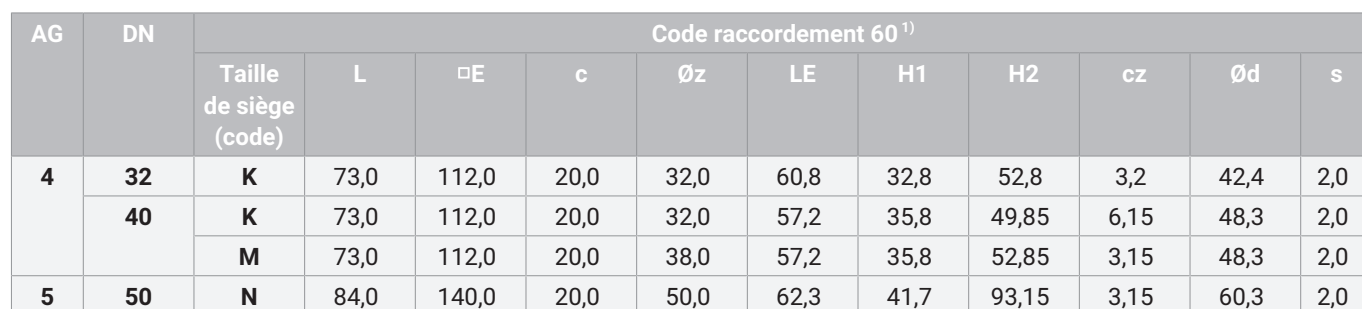 AG DN Code raccordement 60 1)
Taille de siège (code) L □E c Øz LE H1 H2 cz Ød s
4 32 K 73,0 112,0 20,0 32,0 60,8 32,8 52,8 3,2 42,4 2,0
40 K 73,0 112,0 20,0 32,0 57,2 35,8 49,85 6,15 48,3 2,0
M 73,0 112,0 20,0 38,0 57,2 35,8 52,85 3,15 48,3 2,0
5 50 N 84,0 140,0 20,0 50,0 62,3 41,7 93,15 3,15 60,3 2,0